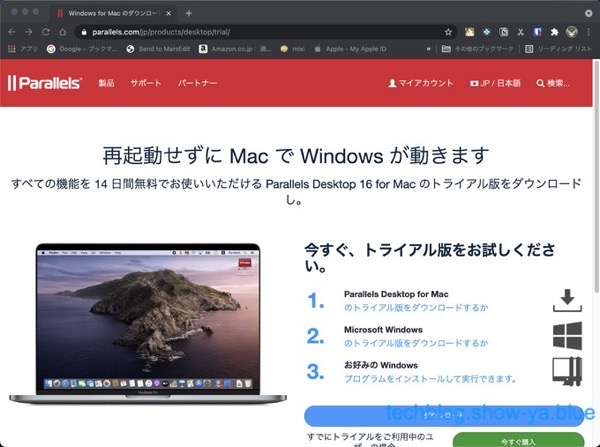 Windows for Mac のダウンロード
parallels.com/jp/products/desktop/trial/
アプリ Google - ブックマ... Send to MarsEdit Amazon.co.jp： 通... mixi Apple - My Apple ID » その他のブックマーク リーディング リスト
Parallels 製品 サポート パートナー マイアカウント JP / 日本語 検索...
再起動せずに Mac で Windows が動きます
すべての機能を 14 日間無料でお使いいただける Parallels Desktop 16 for Mac のトライアル版をダウンロード
し。
今すぐ、トライアル版をお試しくださ
い。
1. Parallels Desktop for Mac
のトライアル版をダウンロードするか
2. Microsoft Windows
のトライアル版をダウンロードするか
3. お好みの Windows
プログラムをインストールして実行できます。
ダウンロード
techblog.show-ya.blue
すでにトライアルをご利用中のユ
ーザーの場合
今すぐ購入